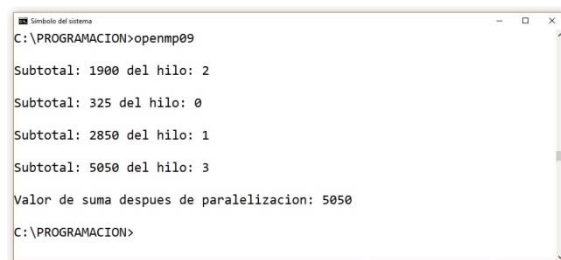 Símbolo del sistema
C:\PROGRAMACION>openmp09
Subtotal: 1900 del hilo: 2
Subtotal: 325 del hilo: 0
Subtotal: 2850 del hilo: 1
Subtotal: 5050 del hilo: 3
Valor de suma despues de paralelizacion: 5050
C:\PROGRAMACION>